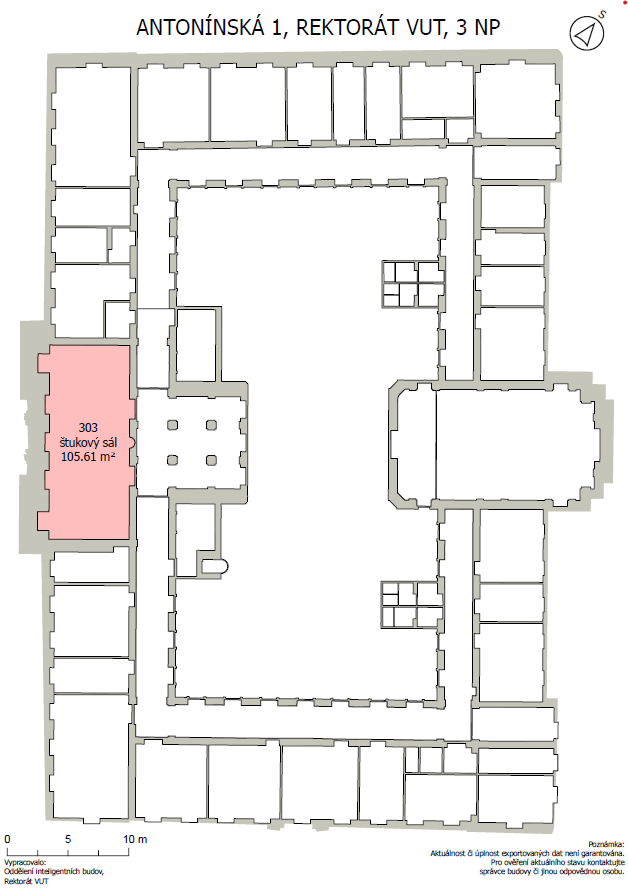 ANTONÍNSKÁ 1, REKTORÁT VUT, 3 NP
S
303
štukový sál
105.61 m²
0 5 10 m
Vypracovalo:
Oddělení inteligentních budov,
Rektorát VUT
Poznámka:
Aktuálnost či úplnost exportovaných dat není garantována.
Pro ověření aktuálního stavu kontaktujte
správce budovy či jinou odpovědnou osobu.